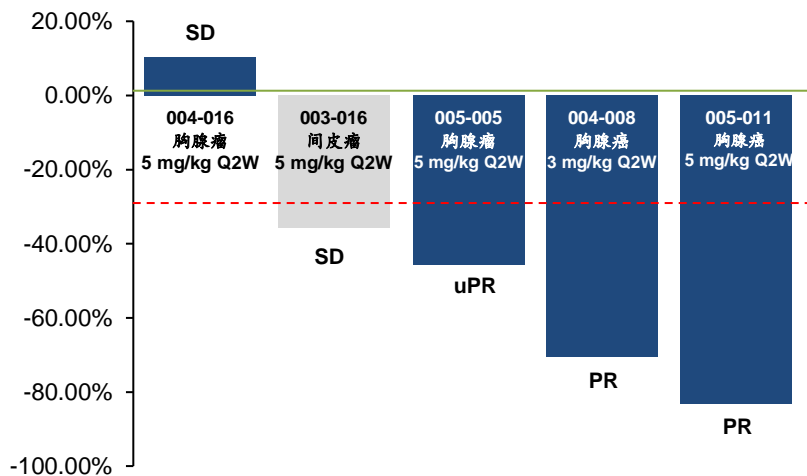 20.00%
0.00%
-20.00%
-40.00%
-60.00%
-80.00%
-100.00%
SD
004-016
胸腺瘤
5 mg/kg Q2W
003-016
间皮瘤
5 mg/kg Q2W
SD
005-005
胸腺瘤
5 mg/kg Q2W
uPR
004-008
胸腺癌
3 mg/kg Q2W
PR
005-011
胸腺癌
5 mg/kg Q2W
PR